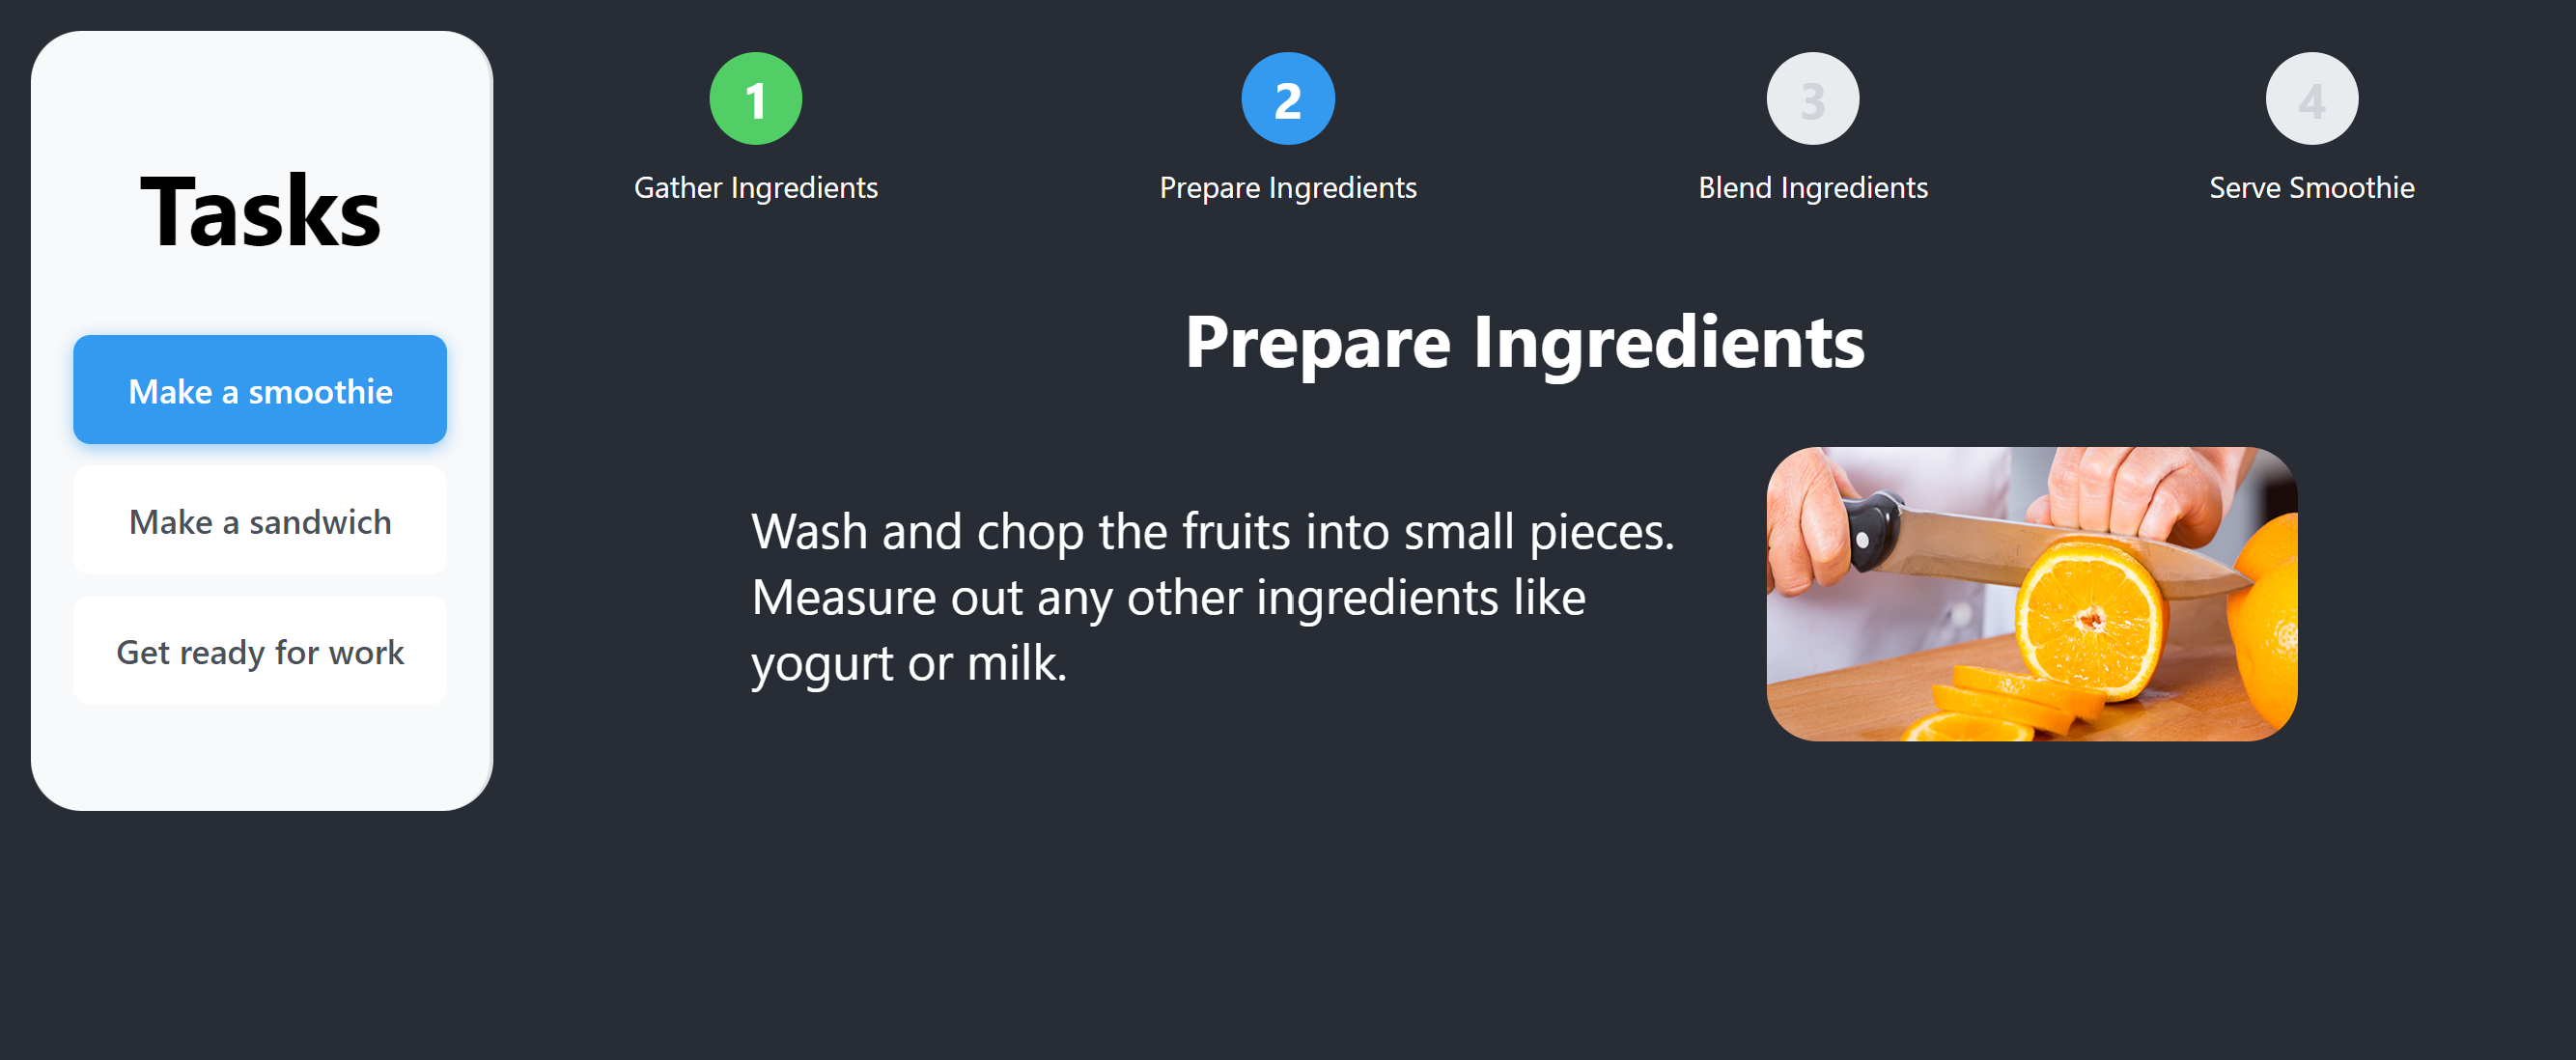 Tasks
Make a smoothie
Make a sandwich
Get ready for work
1
Gather Ingredients
2
Prepare Ingredients
3
Blend Ingredients
4
Serve Smoothie
Prepare Ingredients
Wash and chop the fruits into small pieces.
Measure out any other ingredients like
yogurt or milk.